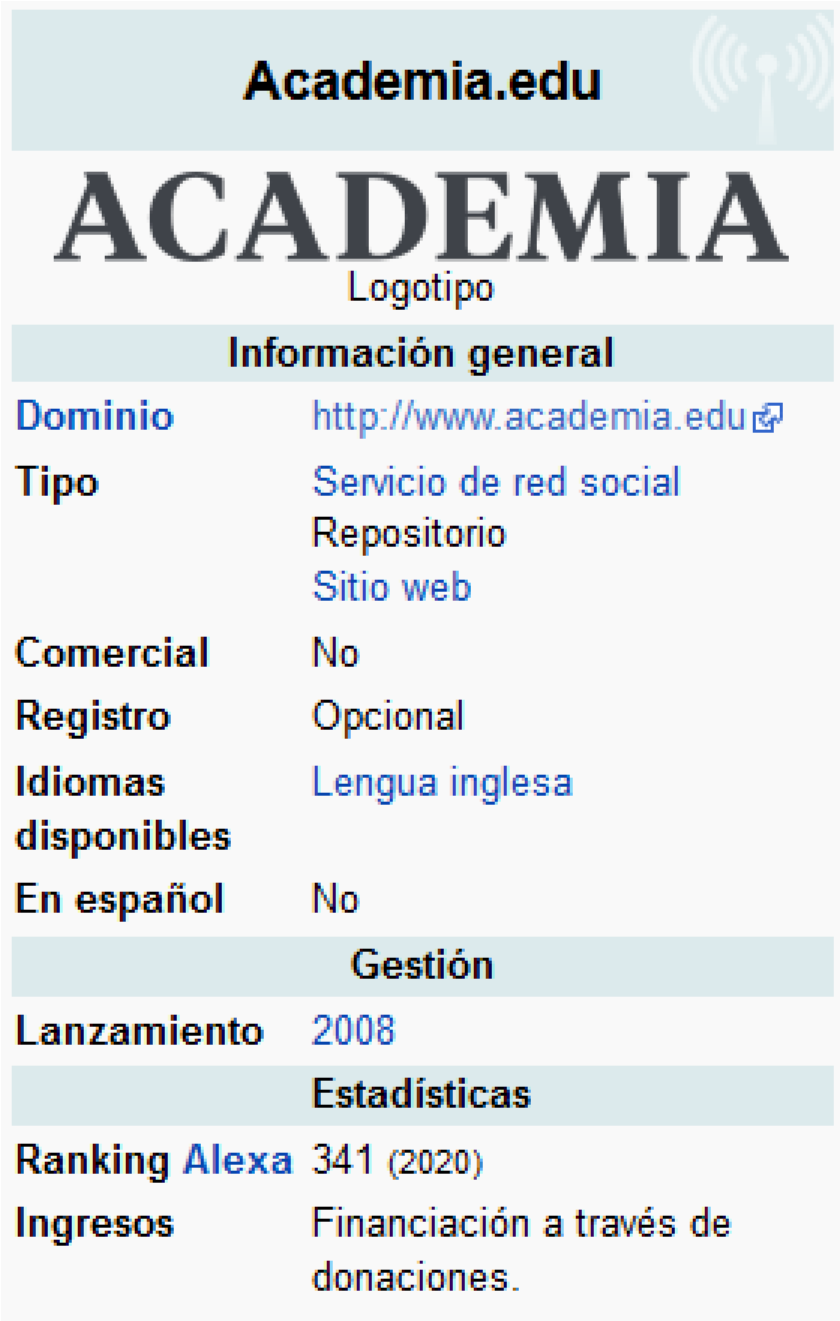 Academia.edu
ACADEMIA
Logotipo
Información general
Dominio http://www.academia.edu
Tipo Servicio de red social
Repositorio
Sitio web
Comercial No
Registro Opcional
Idiomas Lengua inglesa
disponibles
En español No
Gestión
Lanzamiento 2008
Estadísticas
Ranking Alexa 341 (2020)
Ingresos Financiación a través de
donaciones.